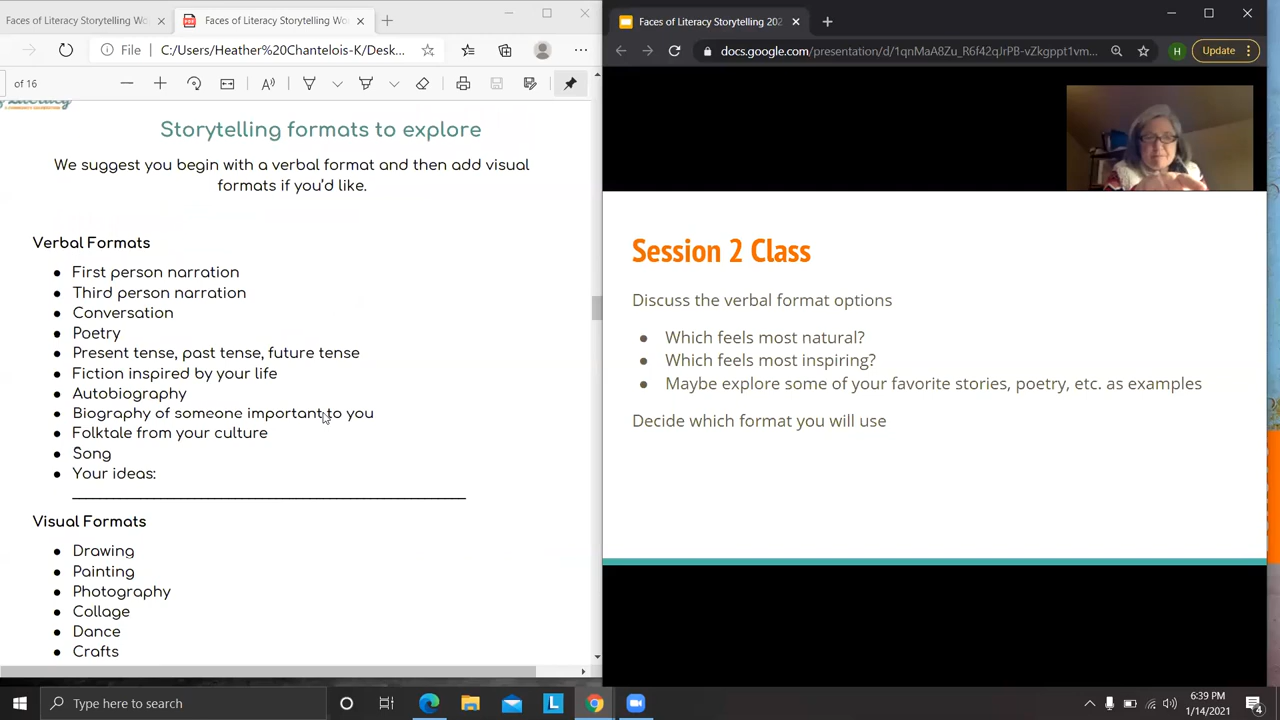 Faces of Literacy Storytelling Wo
Faces of Literacy Storytelling Wo
File
C:/Users/Heather%20Chantelois-K/Desk...
of 16
A COMMUNITY CELEBRATION
Storytelling formats to explore
We suggest you begin with a verbal format and then add visual
formats if you'd like.
Verbal Formats
• First person narration
• Third person narration
• Conversation
• Poetry
• Present tense, past tense, future tense
• Fiction inspired by your life
• Autobiography
• Biography of someone important to you
• Folktale from your culture
• Song
• Your ideas:
Visual Formats
• Drawing
• Painting
• Photography
• Collage
• Dance
• Crafts
Faces of Literacy Storytelling 202
docs.google.com/presentation/d/1qnMaA8Zu_R6f42qJrPB-vZkgppt1vm...
H
Update
Session 2 Class
Discuss the verbal format options
• Which feels most natural?
• Which feels most inspiring?
• Maybe explore some of your favorite stories, poetry, etc. as examples
Decide which format you will use
Type here to search
L
6:39 PM
1/14/2021
4